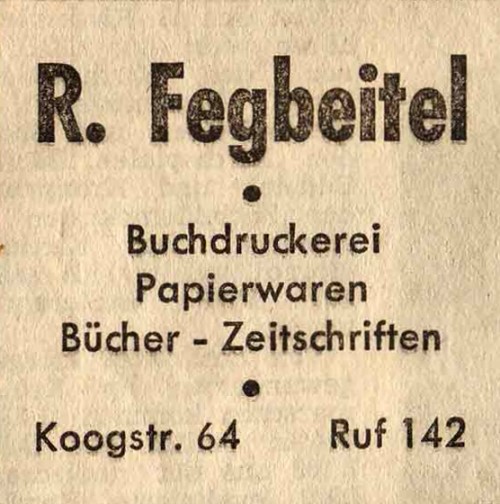 R. Fegbeitel
•
Buchdruckerei
Papierwaren
Bücher - Zeitschriften
•
Koogstr. 64 Ruf 142